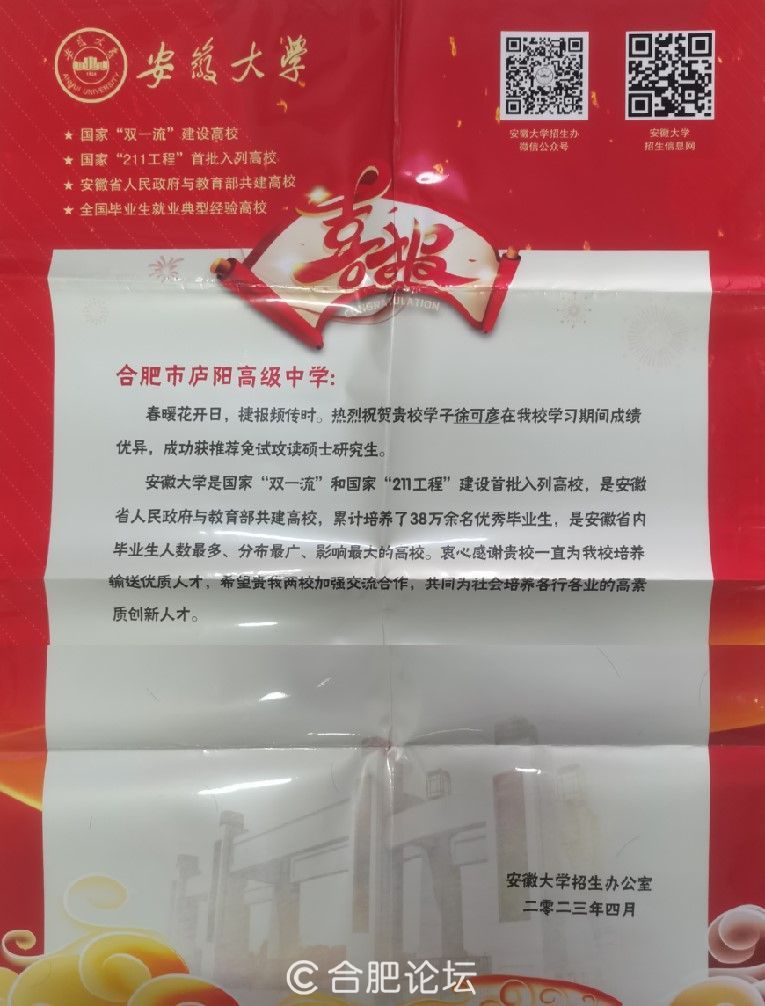 安徽大学
ANHUI UNIVERSITY
1928
★ 国家“双一流”建设高校
★ 国家“211工程”首批入列高校
★ 安徽省人民政府与教育部共建高校
★ 全国毕业生就业典型经验高校
安徽大学招生办
微信公众号
安徽大学
招生信息网
喜报
CONGRATULATION
合肥市庐阳高级中学：
春暖花开日，捷报频传时。热烈祝贺贵校学子徐可彦在我校学习期间成绩
优异，成功获推荐免试攻读硕士研究生。
安徽大学是国家“双一流”和国家“211工程”建设首批入列高校，是安徽
省人民政府与教育部共建高校，累计培养了38万余名优秀毕业生，是安徽省内
毕业生人数最多、分布最广、影响最大的高校。衷心感谢贵校一直为我校培养
输送优质人才，希望贵我两校加强交流合作，共同为社会培养各行各业的高素
质创新人才。
安徽大学招生办公室
二零二三年四月
合肥论坛